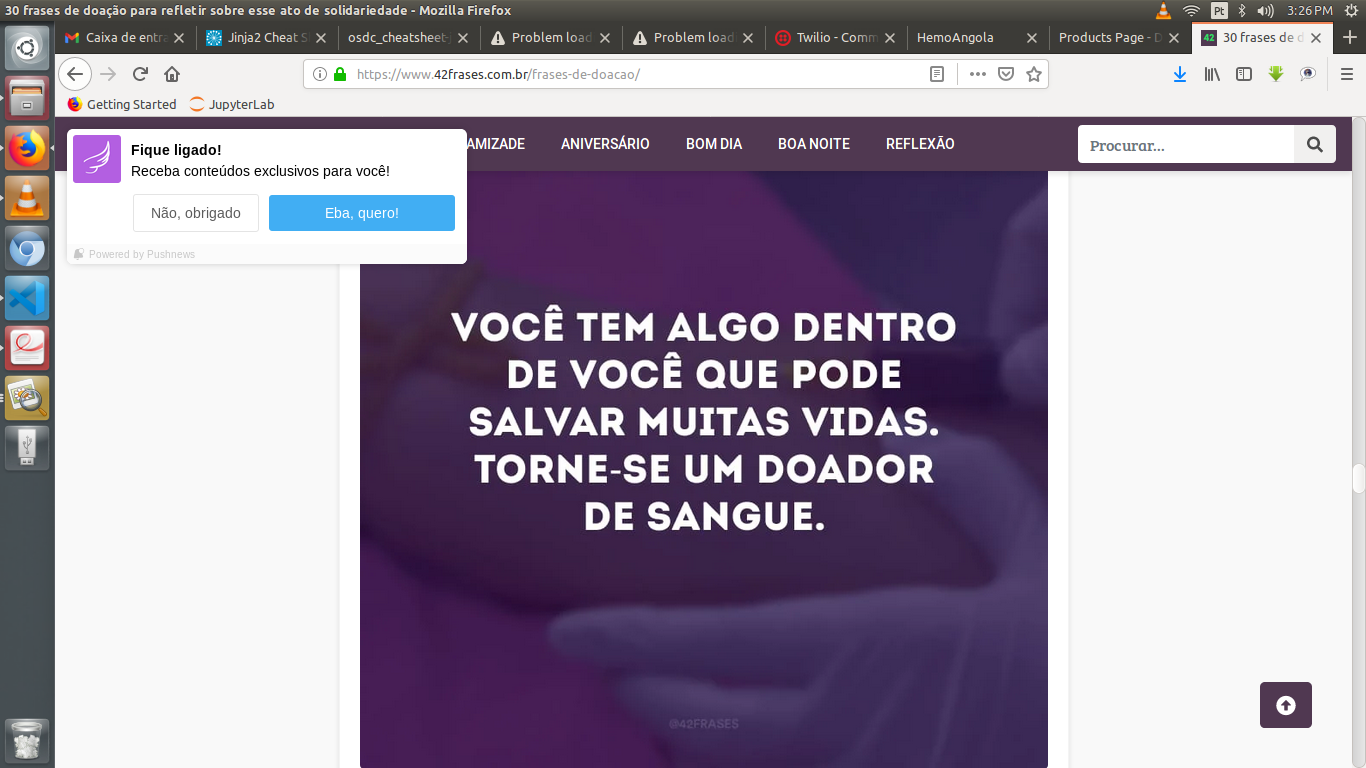 30 frases de doação para refletir sobre esse ato de solidariedade - Mozilla Firefox
Pt
3:26 PM
Caixa de entra
Jinja2 Cheat S
osdc_cheatsheet-
Problem load
Problem load
Twilio - Comm
HemoAngola
Products Page - D
42
30 frases de d
https://www.42frases.com.br/frases-de-doacao/
Getting Started
JupyterLab
AMIZADE
ANIVERSÁRIO
BOM DIA
BOA NOITE
REFLEXÃO
Procurar...
Fique ligado!
Receba conteúdos exclusivos para você!
Não, obrigado
Eba, quero!
Powered by Pushnews
VOCÊ TEM ALGO DENTRO
DE VOCÊ QUE PODE
SALVAR MUITAS VIDAS.
TORNE-SE UM DOADOR
DE SANGUE.
@42FRASES